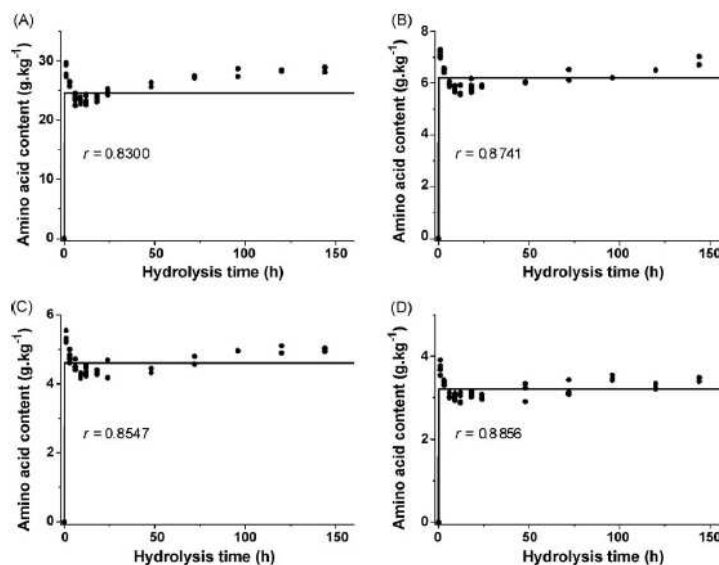 (A)
Amino acid content (g.kg⁻¹)
30
20
10
0
r = 0.8300
0 50 100 150
Hydrolysis time (h)
(B)
Amino acid content (g.kg⁻¹)
8
6
4
2
0
r = 0.8741
0 50 100 150
Hydrolysis time (h)
(C)
Amino acid content (g.kg⁻¹)
6
4
2
0
r = 0.8547
0 50 100 150
Hydrolysis time (h)
(D)
Amino acid content (g.kg⁻¹)
6
4
2
0
r = 0.8856
0 50 100 150
Hydrolysis time (h)